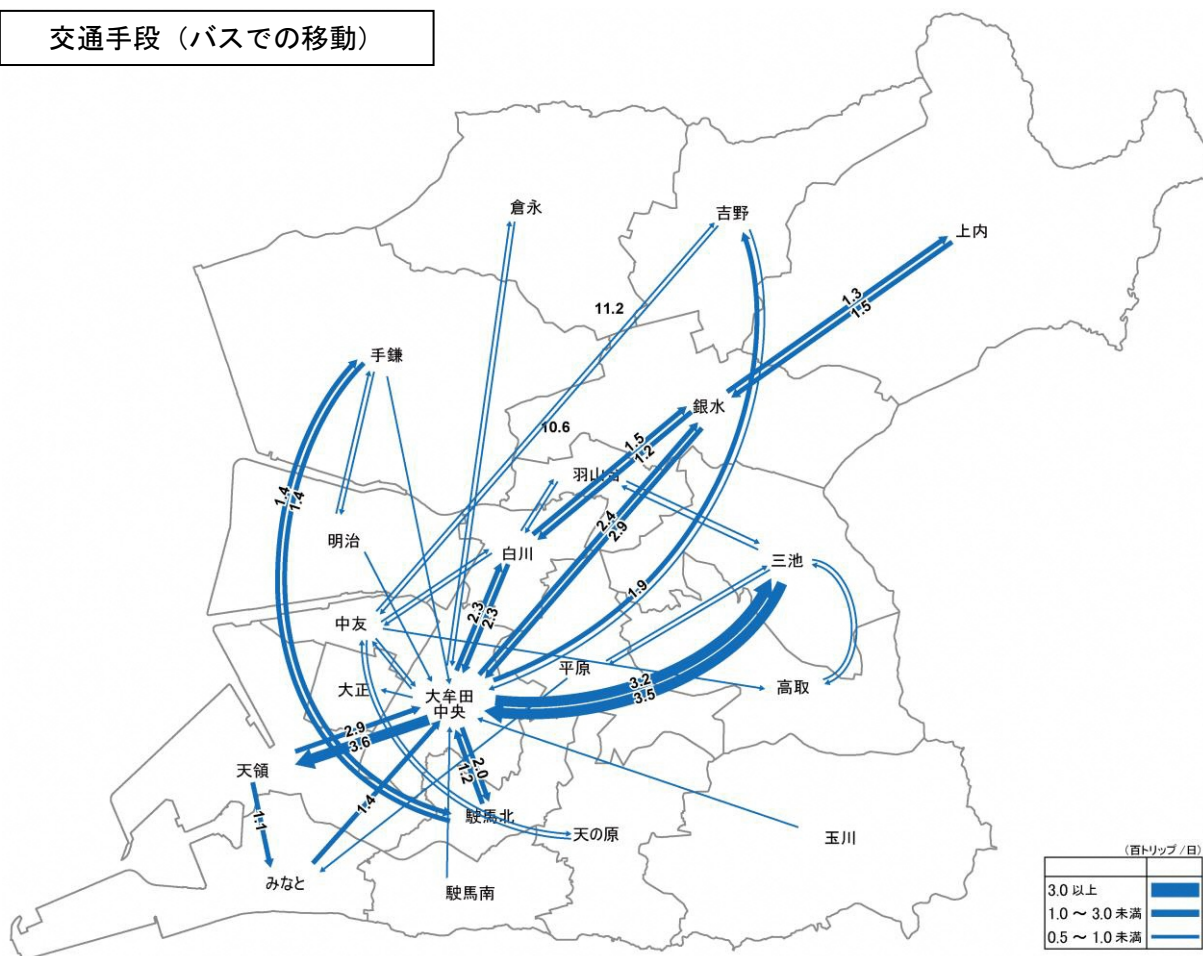 交通手段（バスでの移動）
倉永
吉野
上内
1.3
1.5
11.2
手鎌
銀水
10.6
1.5
1.2
羽山台
1.4
1.4
2.4
2.9
明治
白川
三池
1.9
2.3
2.3
中友
平原
大正
大牟田
中央
3.2
3.5
高取
2.9
3.6
天領
2.0
1.2
1.4
1.1
駛馬北
天の原
玉川
みなと
駛馬南
（百トリップ/日）
3.0 以上
1.0 ～ 3.0 未満
0.5 ～ 1.0 未満